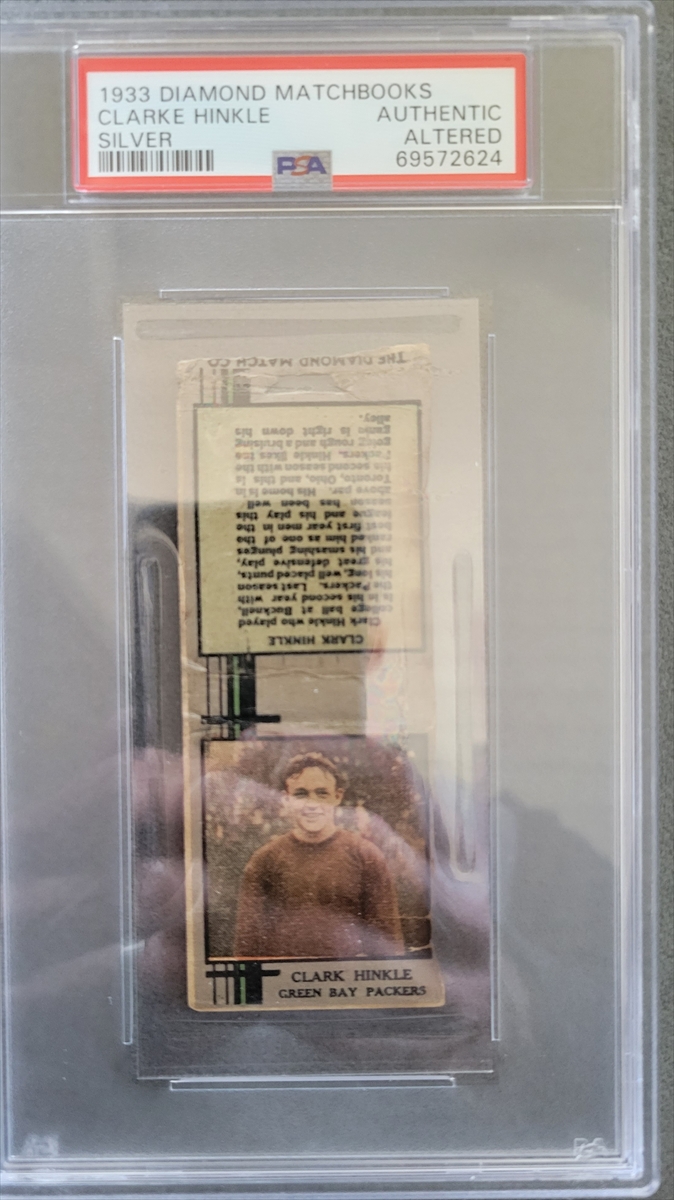 1933 DIAMOND MATCHBOOKS
CLARKE HINKLE AUTHENTIC
SILVER ALTERED
PSA 69572624
CLARK HINKLE
Clark Hinkle who played
college ball at Bucknell,
is in his second year with
the Packers. Last season
his long, well placed punts,
his great defensive play,
and his smashing plunges
ranked him as one of the
best first year men in the
league and his play this
season has been well
above par. His home is in
Toronto, Ohio, and this is
his second season with the
Packers. Hinkle likes the
going rough and a bruising
game is right down his
alley.
THE DIAMOND MATCH CO
CLARK HINKLE
GREEN BAY PACKERS